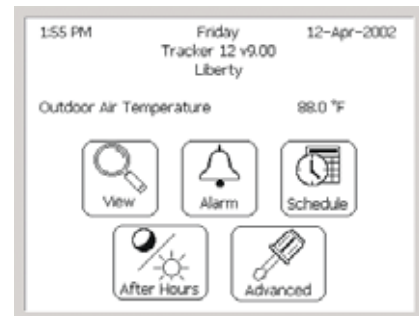 1:55 PM Friday 12-Apr-2002
Tracker 12 v9.00
Liberty
Outdoor Air Temperature 88.0 °F
View Alarm Schedule
After Hours Advanced